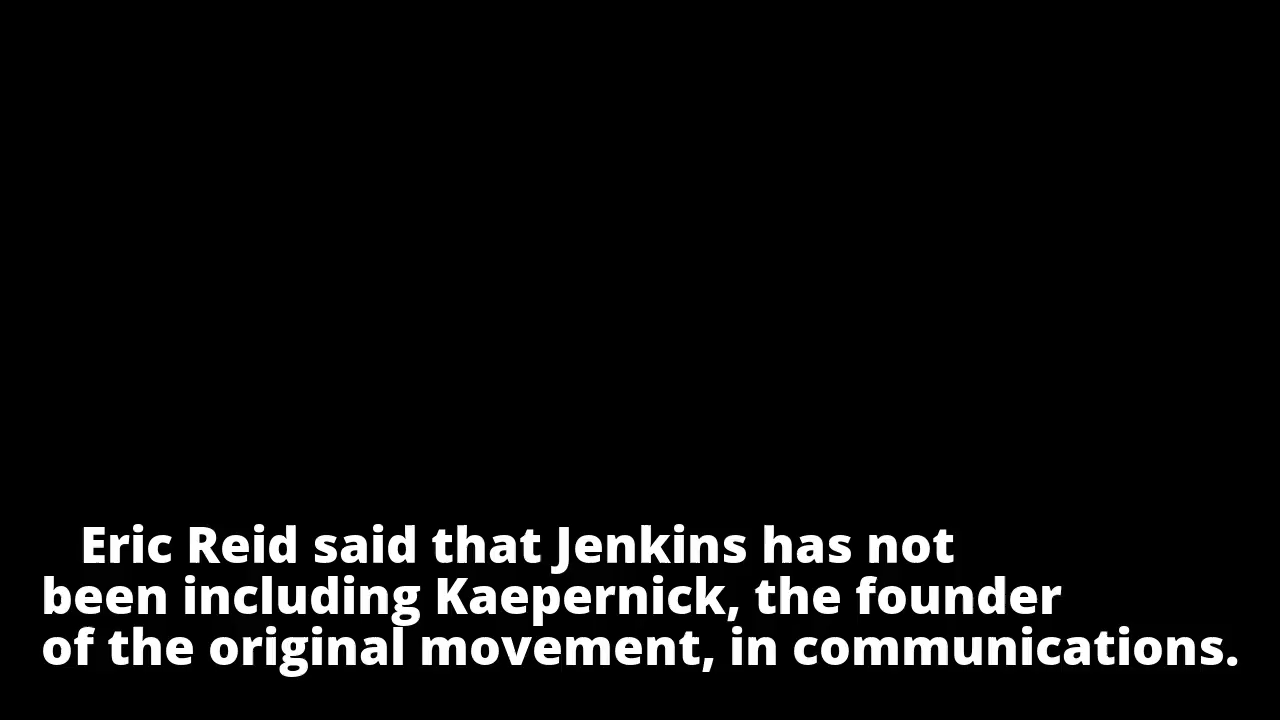 Eric Reid said that Jenkins has not
been including Kaepernick, the founder
of the original movement, in communications.